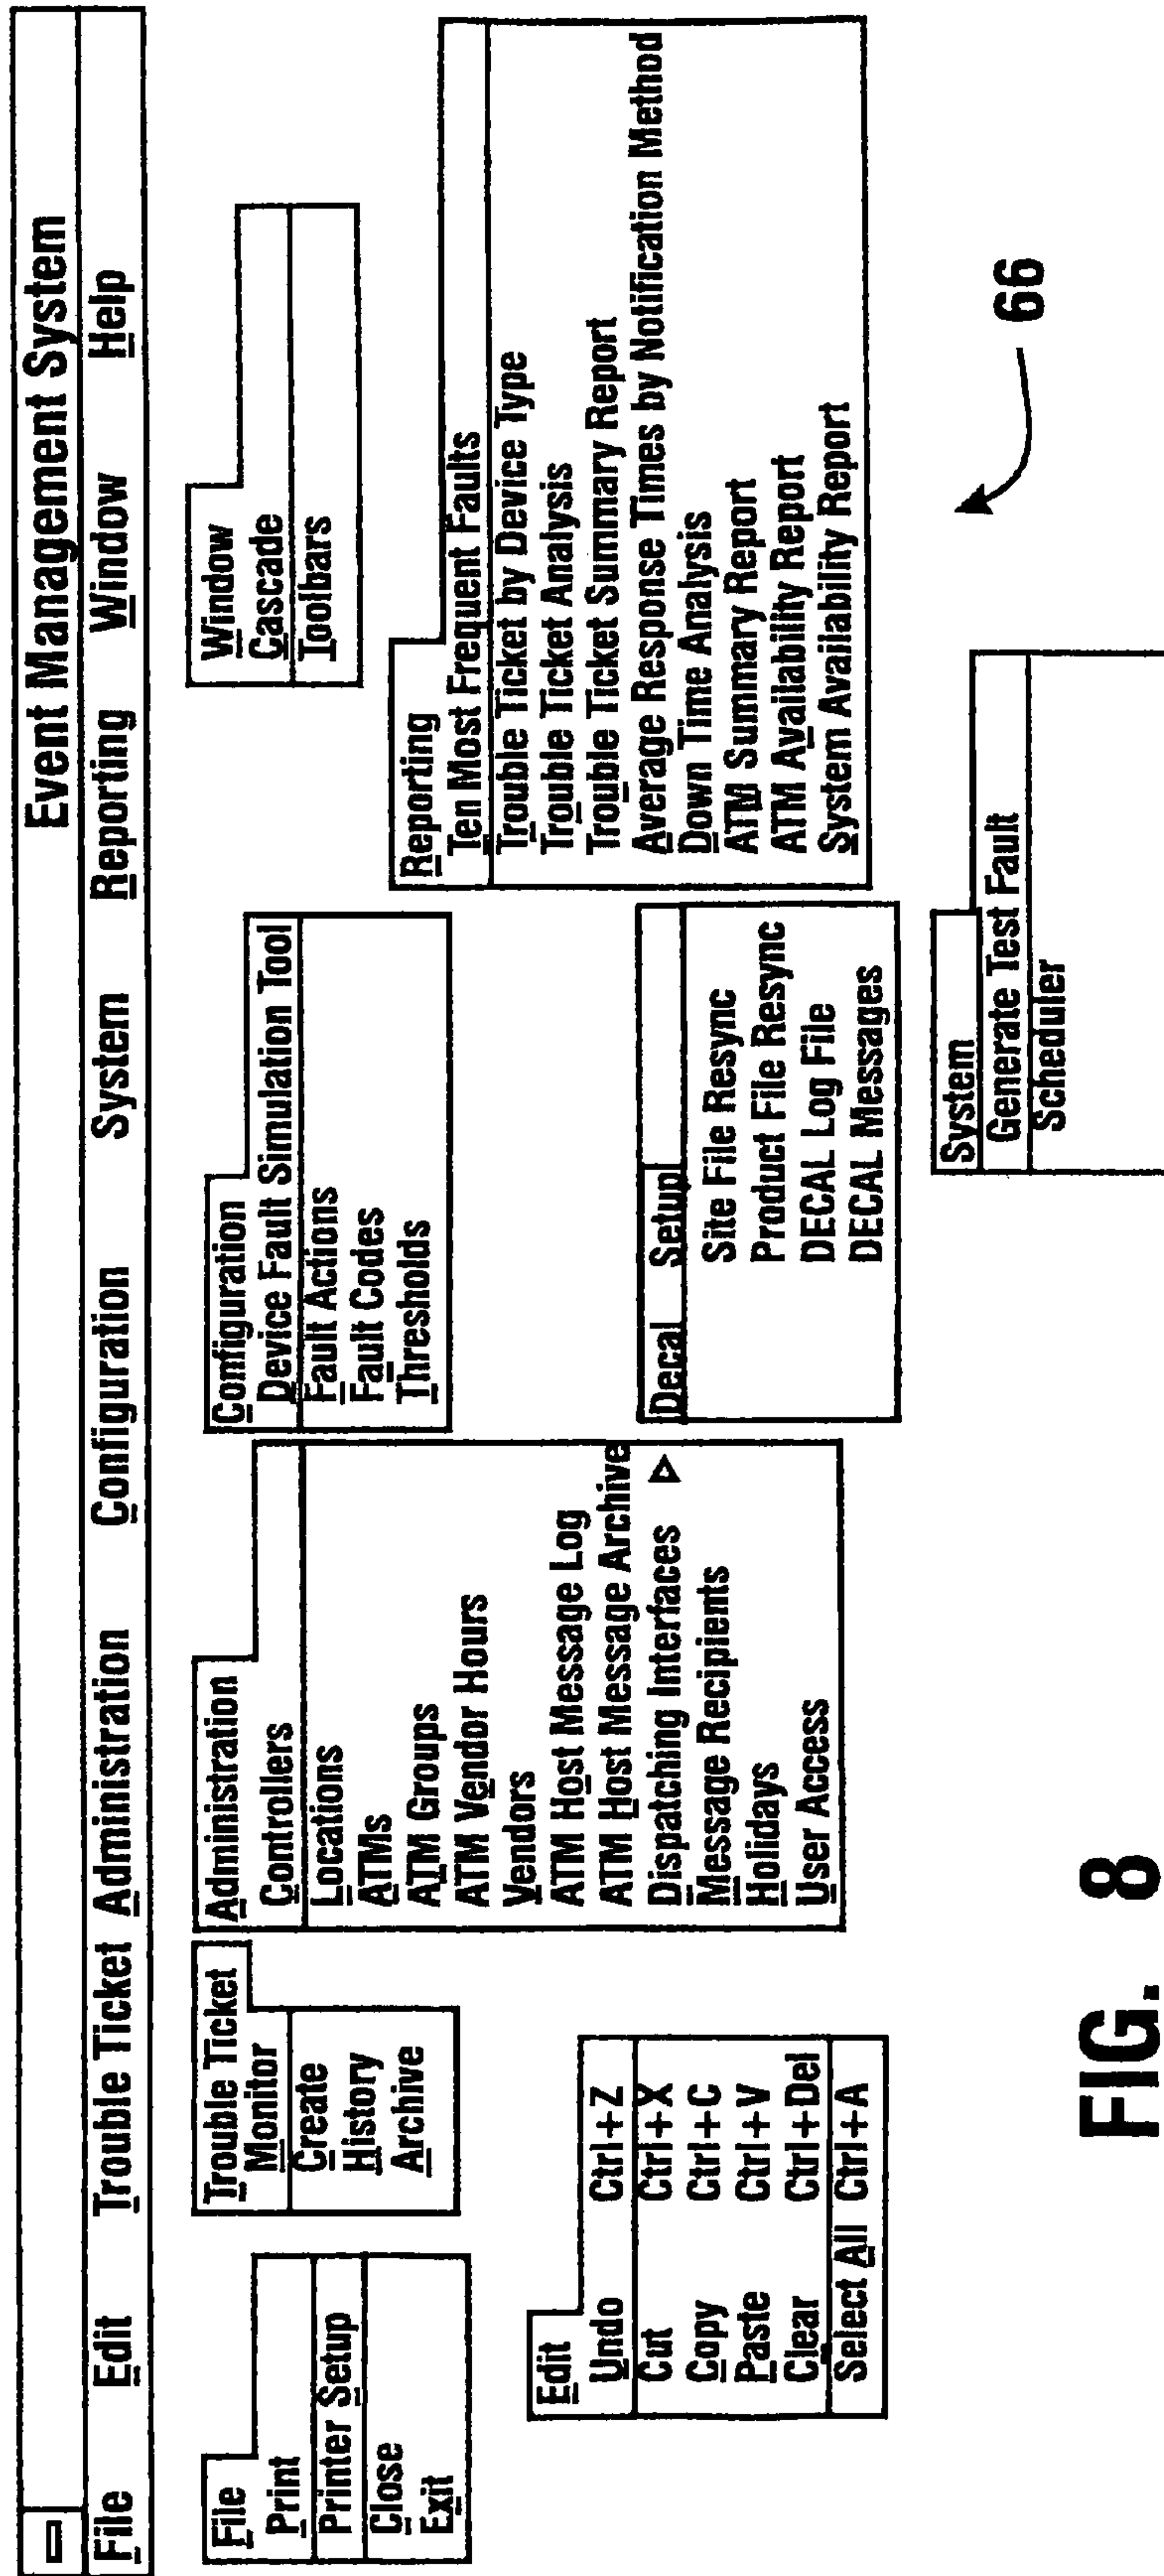 Event Management System
File Edit Trouble Ticket Administration Configuration System Reporting Window Help
File
Print
Printer Setup
Close
Exit
Trouble Ticket
Monitor
Create
History
Archive
Administration
Controllers
Locations
ATMs
ATM Groups
ATM Vendor Hours
Vendors
ATM Host Message Log
ATM Host Message Archive
Dispatching Interfaces
Message Recipients
Holidays
User Access
Configuration
Device Fault Simulation Tool
Fault Actions
Fault Codes
Thresholds
Window
Cascade
Toolbars
Reporting
Ten Most Frequent Faults
Trouble Ticket by Device Type
Trouble Ticket Analysis
Trouble Ticket Summary Report
Average Response Times by Notification Method
Down Time Analysis
ATM Summary Report
ATM Availability Report
System Availability Report
Edit
Undo Ctrl+Z
Cut Ctrl+X
Copy Ctrl+C
Paste Ctrl+V
Clear Ctrl+Del
Select All Ctrl+A
Decal Setup
Site File Resync
Product File Resync
DECAL Log File
DECAL Messages
System
Generate Test Fault
Scheduler
66
FIG. 8